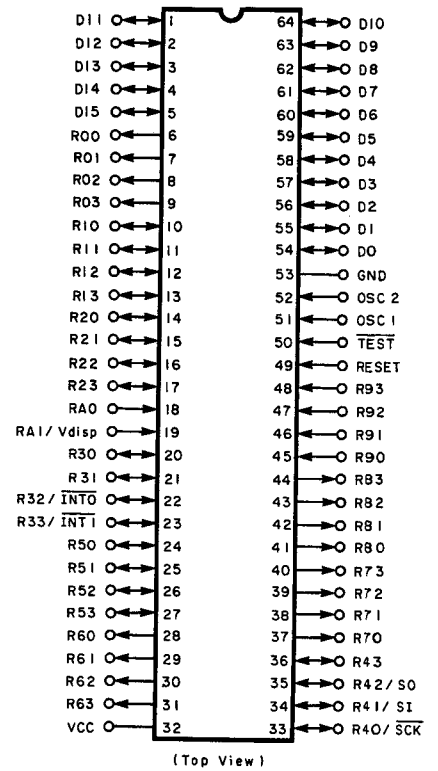 D11 1 64 D10
D12 2 63 D9
D13 3 62 D8
D14 4 61 D7
D15 5 60 D6
R00 6 59 D5
R01 7 58 D4
R02 8 57 D3
R03 9 56 D2
R10 10 55 D1
R11 11 54 D0
R12 12 53 GND
R13 13 52 OSC 2
R20 14 51 OSC 1
R21 15 50 TEST
R22 16 49 RESET
R23 17 48 R93
RA0 18 47 R92
RA1/Vdisp 19 46 R91
R30 20 45 R90
R31 21 44 R83
R32/INT0 22 43 R82
R33/INT1 23 42 R81
R50 24 41 R80
R51 25 40 R73
R52 26 39 R72
R53 27 38 R71
R60 28 37 R70
R61 29 36 R43
R62 30 35 R42/SO
R63 31 34 R41/SI
VCC 32 33 R40/SCK
(Top View)